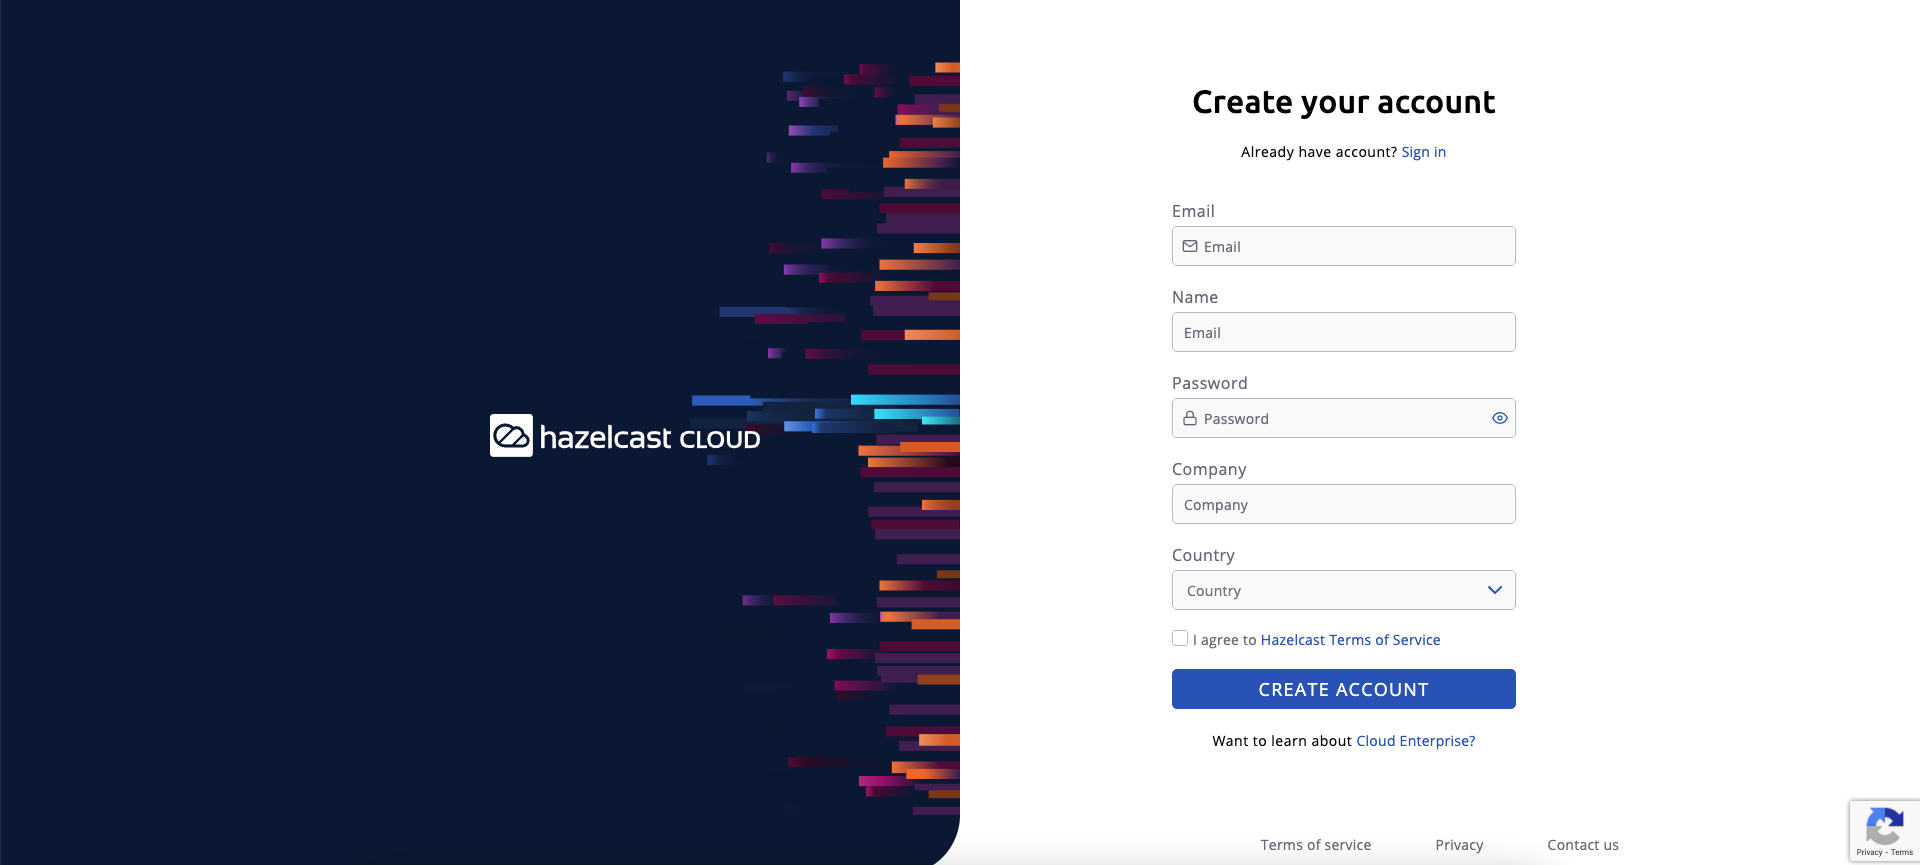 hazelcast CLOUD
Create your account
Already have account? Sign in
Email
Email
Name
Email
Password
Password
Company
Company
Country
Country
I agree to Hazelcast Terms of Service
CREATE ACCOUNT
Want to learn about Cloud Enterprise?
Terms of service Privacy Contact us
Privacy - Terms